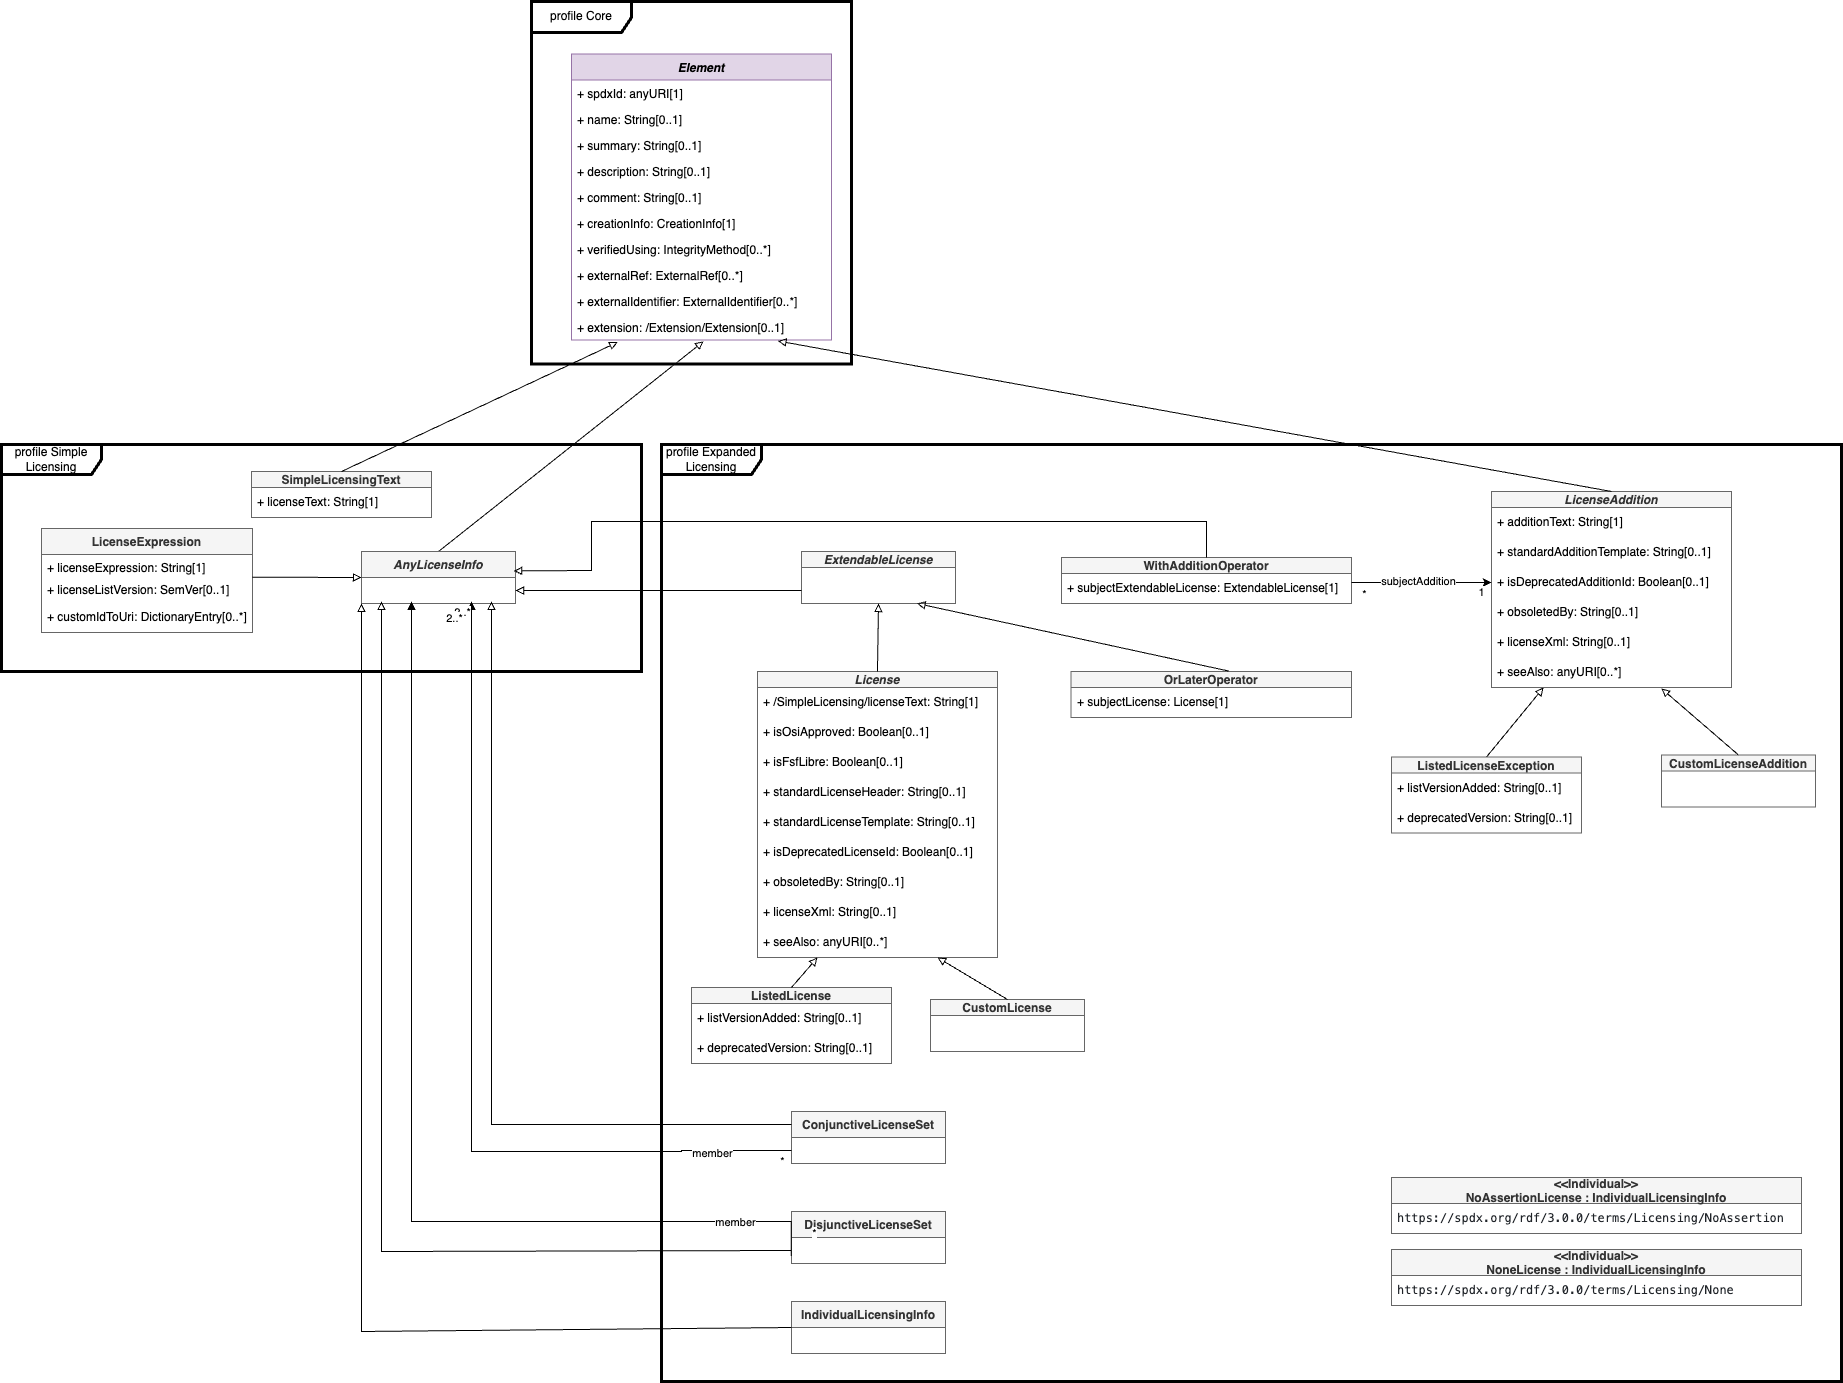 profile Core
Element
+ spdxId: anyURI[1]
+ name: String[0..1]
+ summary: String[0..1]
+ description: String[0..1]
+ comment: String[0..1]
+ creationInfo: CreationInfo[1]
+ verifiedUsing: IntegrityMethod[0..*]
+ externalRef: ExternalRef[0..*]
+ externalIdentifier: ExternalIdentifier[0..*]
+ extension: /Extension/Extension[0..1]
profile Simple
Licensing
SimpleLicensingText
+ licenseText: String[1]
LicenseExpression
+ licenseExpression: String[1]
+ licenseListVersion: SemVer[0..1]
+ customIdToUri: DictionaryEntry[0..*]
AnyLicenseInfo
2..*
profile Expanded
Licensing
ExtendableLicense
WithAdditionOperator
+ subjectExtendableLicense: ExtendableLicense[1]
subjectAddition
*
1
LicenseAddition
+ additionText: String[1]
+ standardAdditionTemplate: String[0..1]
+ isDeprecatedAdditionId: Boolean[0..1]
+ obsoletedBy: String[0..1]
+ licenseXml: String[0..1]
+ seeAlso: anyURI[0..*]
License
+ /SimpleLicensing/licenseText: String[1]
+ isOsiApproved: Boolean[0..1]
+ isFsfLibre: Boolean[0..1]
+ standardLicenseHeader: String[0..1]
+ standardLicenseTemplate: String[0..1]
+ isDeprecatedLicenseId: Boolean[0..1]
+ obsoletedBy: String[0..1]
+ licenseXml: String[0..1]
+ seeAlso: anyURI[0..*]
OrLaterOperator
+ subjectLicense: License[1]
ListedLicenseException
+ listVersionAdded: String[0..1]
+ deprecatedVersion: String[0..1]
CustomLicenseAddition
ListedLicense
+ listVersionAdded: String[0..1]
+ deprecatedVersion: String[0..1]
CustomLicense
ConjunctiveLicenseSet
member
*
member
DisjunctiveLicenseSet
*
IndividualLicensingInfo
<<Individual>>
NoAssertionLicense : IndividualLicensingInfo
https://spdx.org/rdf/3.0.0/terms/Licensing/NoAssertion
<<Individual>>
NoneLicense : IndividualLicensingInfo
https://spdx.org/rdf/3.0.0/terms/Licensing/None